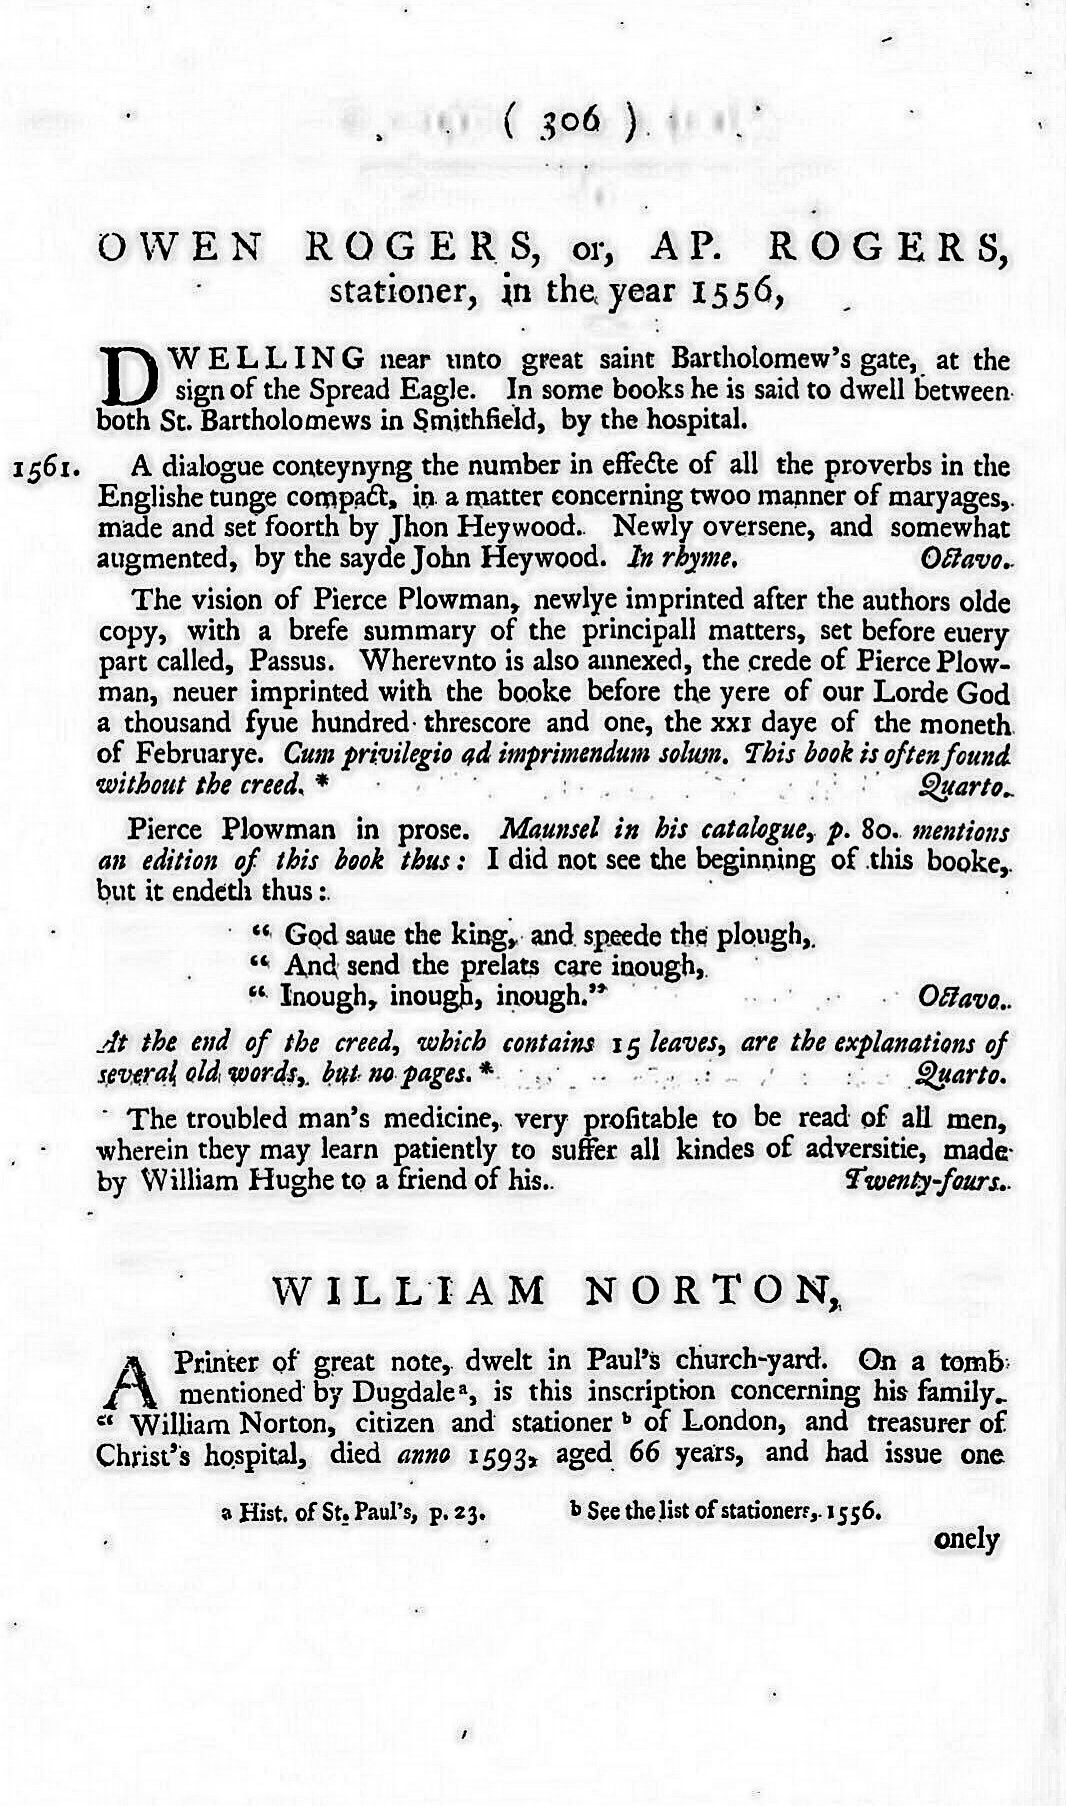 ( 306 )
OWEN ROGERS, or, AP. ROGERS,
stationer, in the year 1556,
DWELLING near unto great saint Bartholomew's gate, at the
sign of the Spread Eagle. In some books he is said to dwell between
both St. Bartholomews in Smithfield, by the hospital.
1561. A dialogue conteynyng the number in effecte of all the proverbs in the
Englishe tunge compact, in a matter concerning twoo manner of maryages,
made and set foorth by Jhon Heywood. Newly oversene, and somewhat
augmented, by the sayde John Heywood. In rhyme. Octavo.
The vision of Pierce Plowman, newlye imprinted after the authors olde
copy, with a brefe summary of the principall matters, set before euery
part called, Passus. Wherevnto is also annexed, the crede of Pierce Plow-
man, neuer imprinted with the booke before the yere of our Lorde God
a thousand fyue hundred threscore and one, the XXI daye of the moneth
of Februarye. Cum privilegio ad imprimendum solum. This book is often found
without the creed. * Quarto.
Pierce Plowman in prose. Maunsel in his catalogue, p. 80. mentions
an edition of this book thus: I did not see the beginning of this booke,
but it endeth thus:
" God saue the king, and speede the plough,
" And send the prelats care inough,
" Inough, inough, inough." Octavo.
At the end of the creed, which contains 15 leaves, are the explanations of
several old words, but no pages. * Quarto.
The troubled man's medicine, very profitable to be read of all men,
wherein they may learn patiently to suffer all kindes of adversitie, made
by William Hughe to a friend of his. Twenty-fours.
WILLIAM NORTON,
A Printer of great note, dwelt in Paul's church-yard. On a tomb
mentioned by Dugdale a, is this inscription concerning his family.
" William Norton, citizen and stationer b of London, and treasurer of
Christ's hospital, died anno 1593, aged 66 years, and had issue one
a Hist. of St. Paul's, p. 23. b See the list of stationers, 1556.
onely